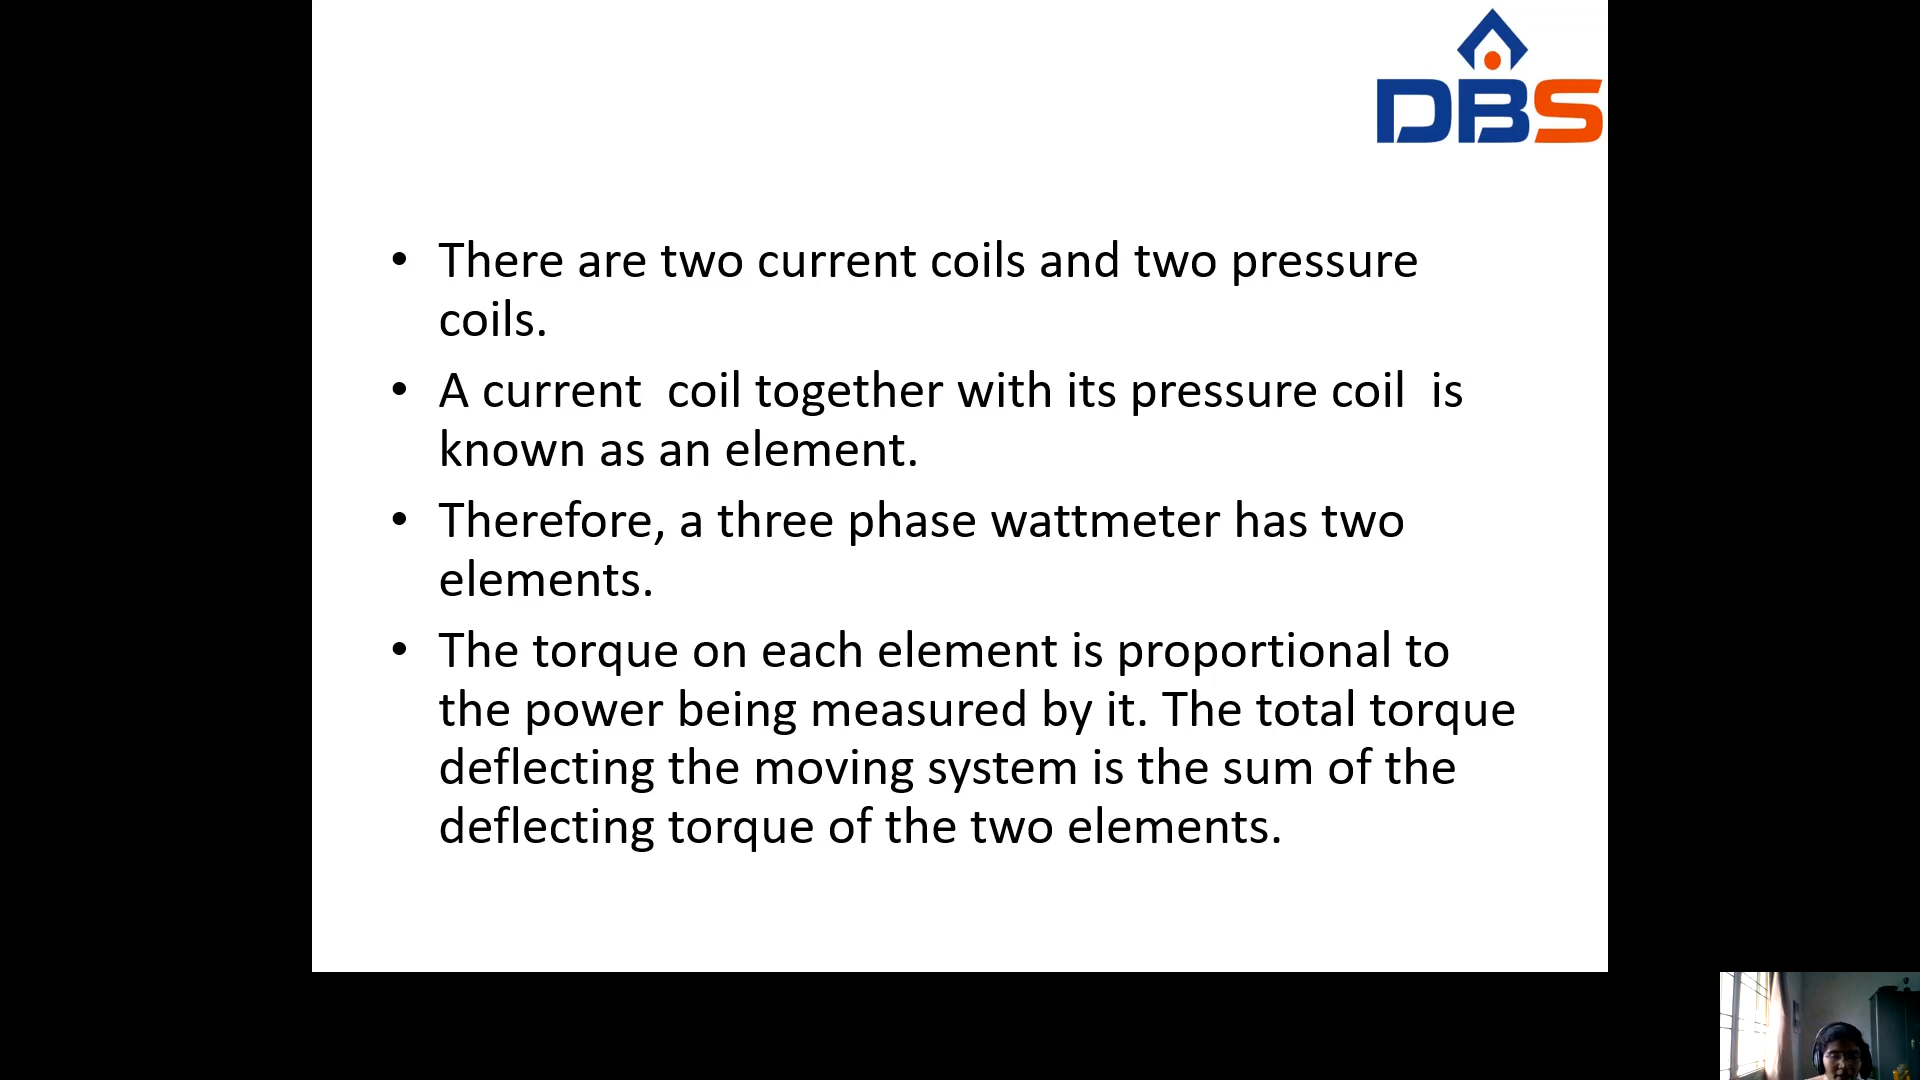 DBS
• There are two current coils and two pressure
coils.
• A current  coil together with its pressure coil  is
known as an element.
• Therefore, a three phase wattmeter has two
elements.
• The torque on each element is proportional to
the power being measured by it. The total torque
deflecting the moving system is the sum of the
deflecting torque of the two elements.